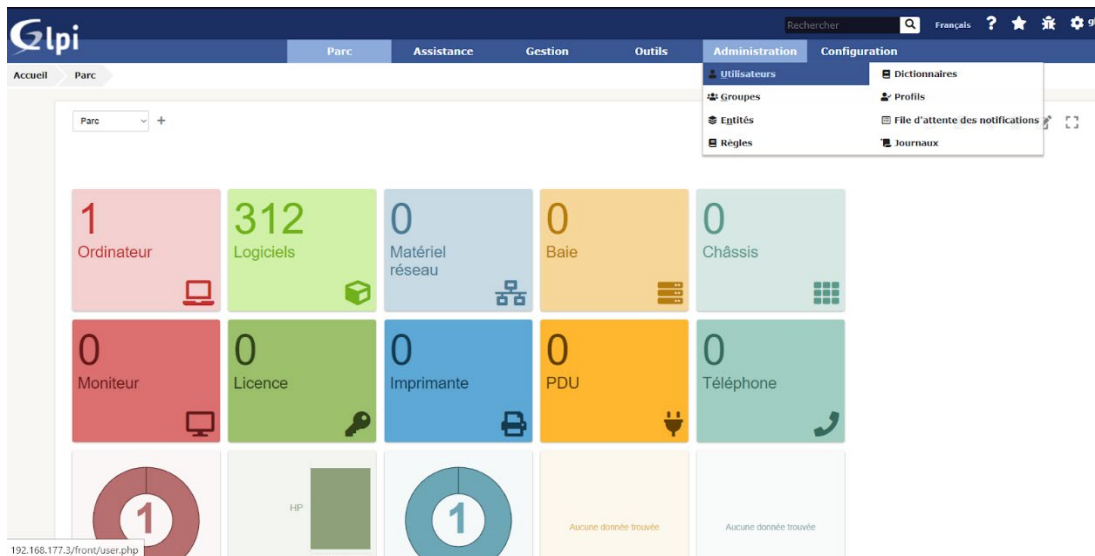 Glpi
Rechercher Français ?
Parc Assistance Gestion Outils Administration Configuration
Accueil Parc
Utilisateurs Dictionnaires
Groupes Profils
Entités File d'attente des notifications
Règles Journaux
Parc +
1
Ordinateur
312
Logiciels
0
Matériel
réseau
0
Baie
0
Châssis
0
Moniteur
0
Licence
0
Imprimante
0
PDU
0
Téléphone
1
HP
1
Aucune donnée trouvée
Aucune donnée trouvée
192.168.177.3/front/user.php